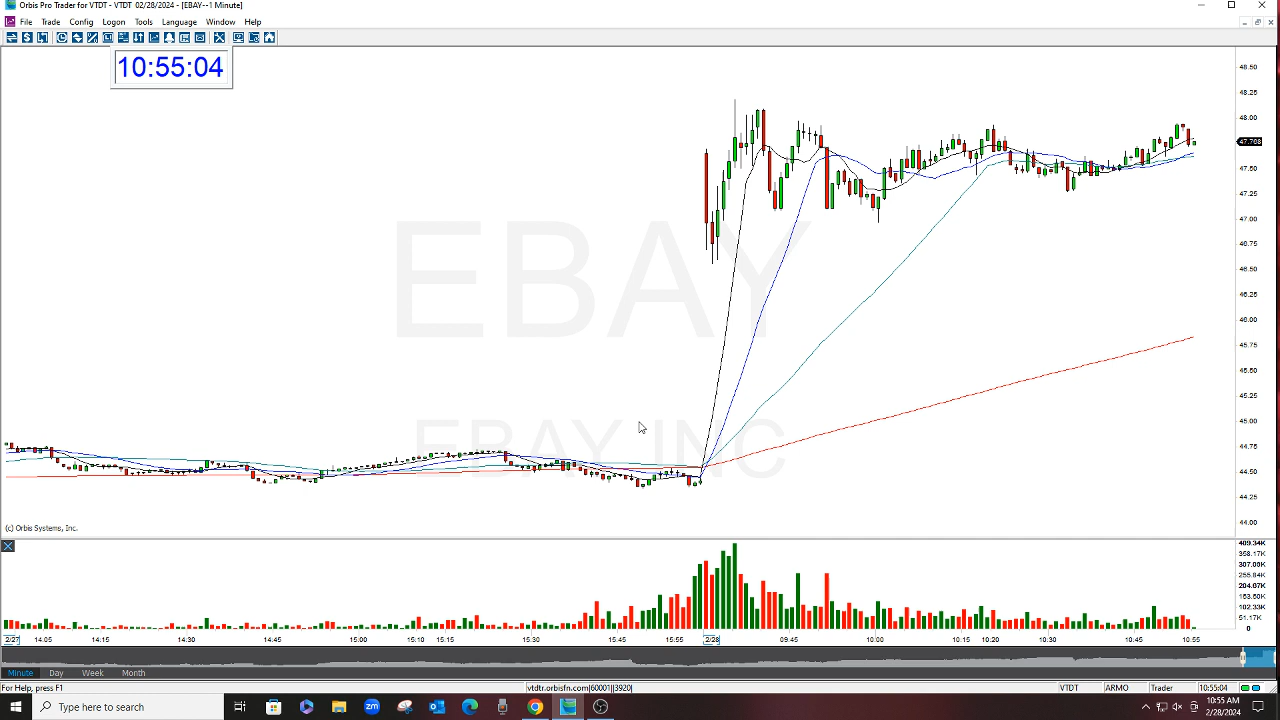 Orbis Pro Trader for VTDT - VTDT 02/28/2024 - [EBAY--1 Minute]
File Trade Config Logon Tools Language Window Help
10:55:04
48.50
48.25
48.00
47.708
47.50
47.25
47.00
46.75
46.50
46.25
46.00
45.75
45.50
45.25
45.00
44.75
44.50
44.25
44.00
EBAY
EBAY INC
(c) Orbis Systems, Inc.
409.34K
358.17K
307.00K
255.84K
204.67K
153.50K
102.33K
51.17K
0
2/27 14:05 14:15 14:30 14:45 15:00 15:10 15:15 15:30 15:45 15:55 2/28 09:45 10:00 10:15 10:20 10:30 10:45 10:55
Minute Day Week Month
For Help, press F1 vtdtr.orbisfn.com|60001||3920| VTDT ARMO Trader 10:55:04
Type here to search
10:55 AM
2/28/2024